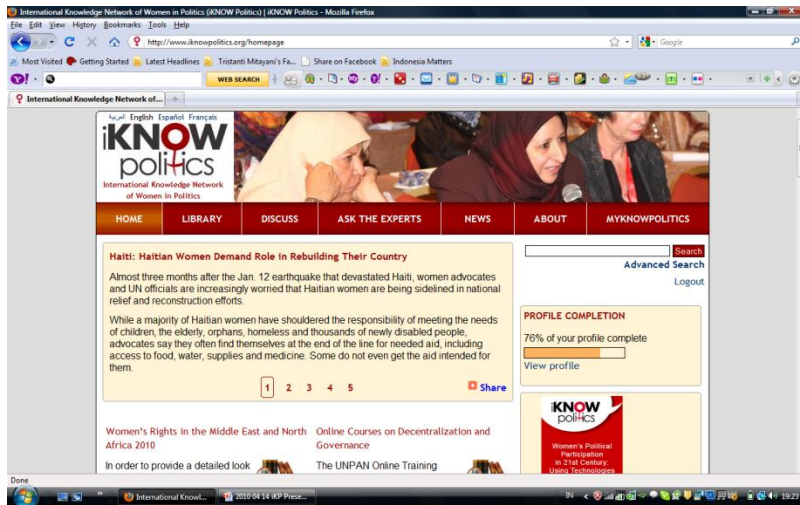 International Knowledge Network of Women in Politics (iKNOW Politics) | iKNOW Politics - Mozilla Firefox
File Edit View History Bookmarks Tools Help
http://www.iknowpolitics.org/homepage
Google
Most Visited Getting Started Latest Headlines Tristanti Mitayani's Fa... Share on Facebook Indonesia Matters
WEB SEARCH
International Knowledge Network of...
العربية English Español Français
iKNOW
politics
International Knowledge Network
of Women in Politics
HOME LIBRARY DISCUSS ASK THE EXPERTS NEWS ABOUT MYKNOWPOLITICS
Haiti: Haitian Women Demand Role in Rebuilding Their Country
Almost three months after the Jan. 12 earthquake that devastated Haiti, women advocates
and UN officials are increasingly worried that Haitian women are being sidelined in national
relief and reconstruction efforts.
While a majority of Haitian women have shouldered the responsibility of meeting the needs
of children, the elderly, orphans, homeless and thousands of newly disabled people,
advocates say they often find themselves at the end of the line for needed aid, including
access to food, water, supplies and medicine. Some do not even get the aid intended for
them.
1 2 3 4 5
Share
Search
Advanced Search
Logout
PROFILE COMPLETION
76% of your profile complete
View profile
Women's Rights in the Middle East and North
Africa 2010
In order to provide a detailed look
Online Courses on Decentralization and
Governance
The UNPAN Online Training
iKNOW
politics
Women's Political
Participation
in 21st Century:
Using Technologies
Done
International Knowl...
2010 04 14 iKP Prese...
IN
19:23